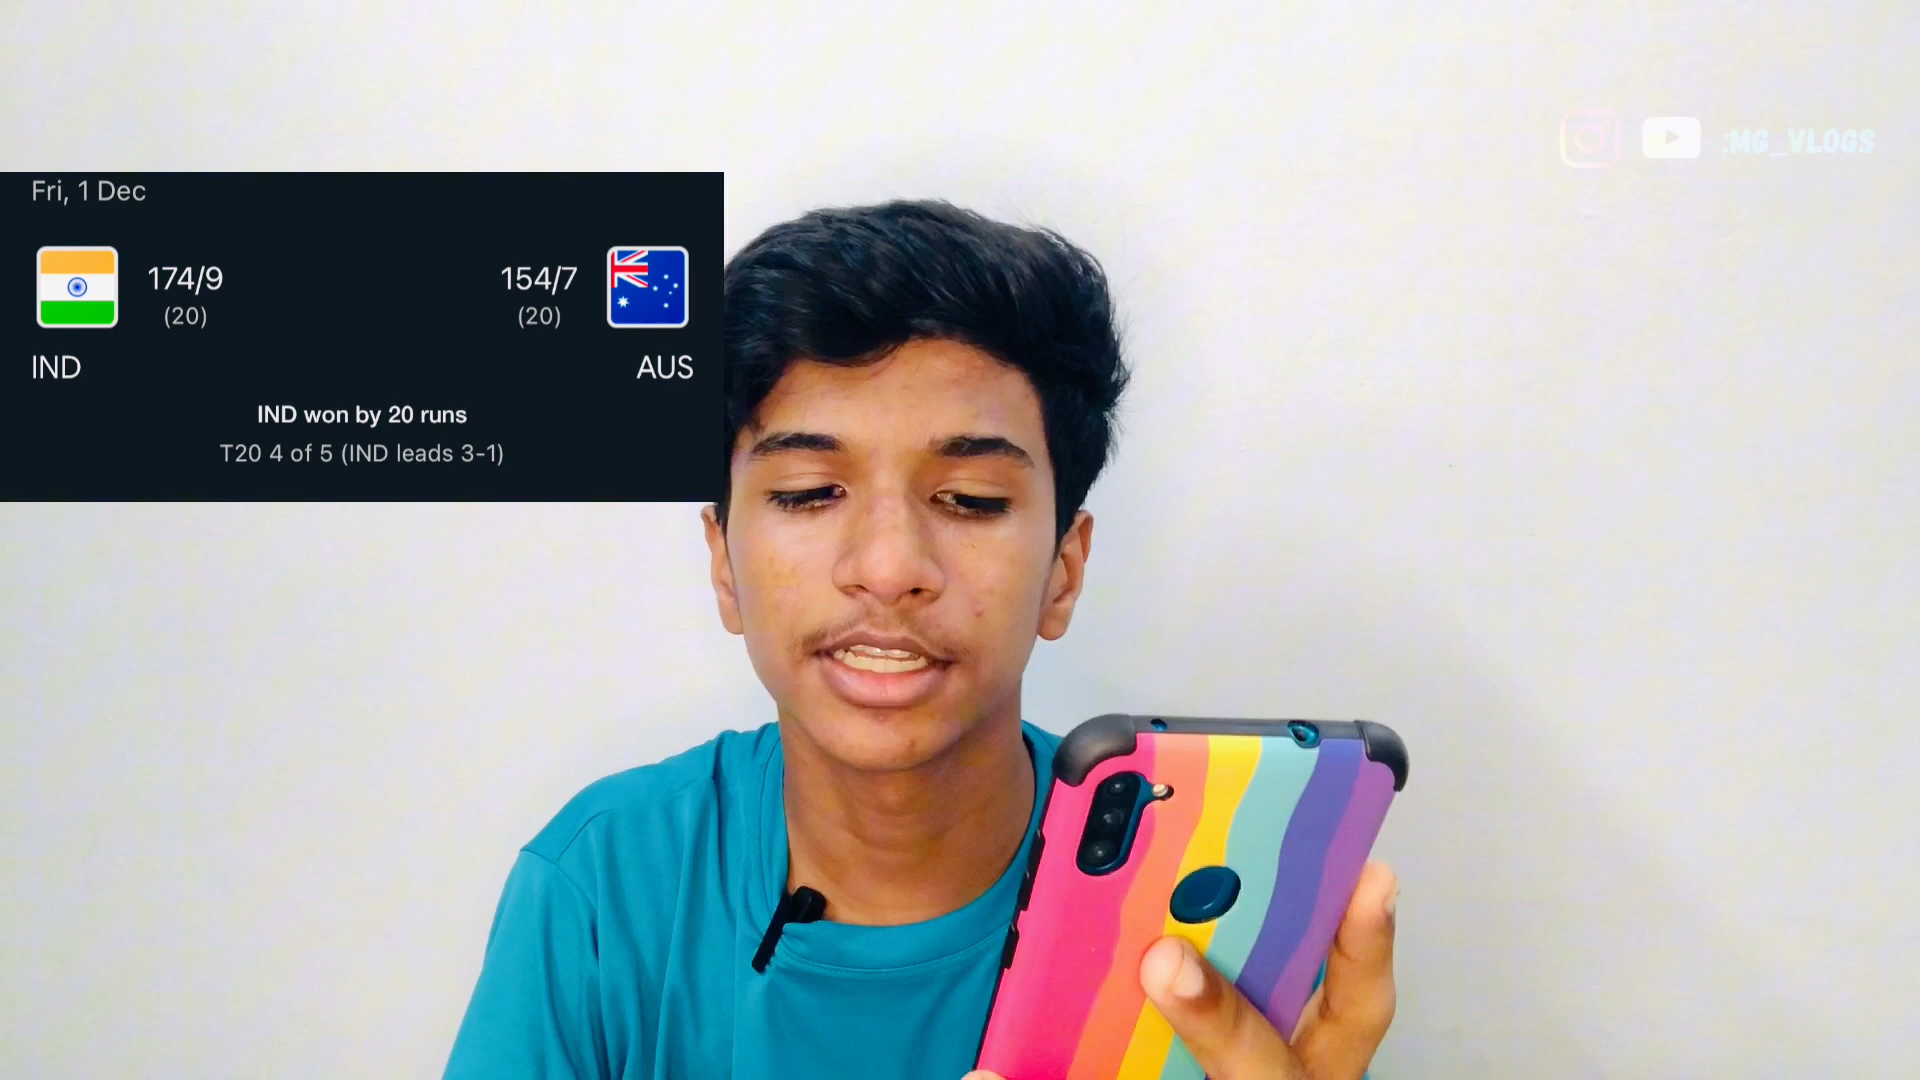 :MG_VLOGS
Fri, 1 Dec
174/9
(20)
154/7
(20)
IND
AUS
IND won by 20 runs
T20 4 of 5 (IND leads 3-1)